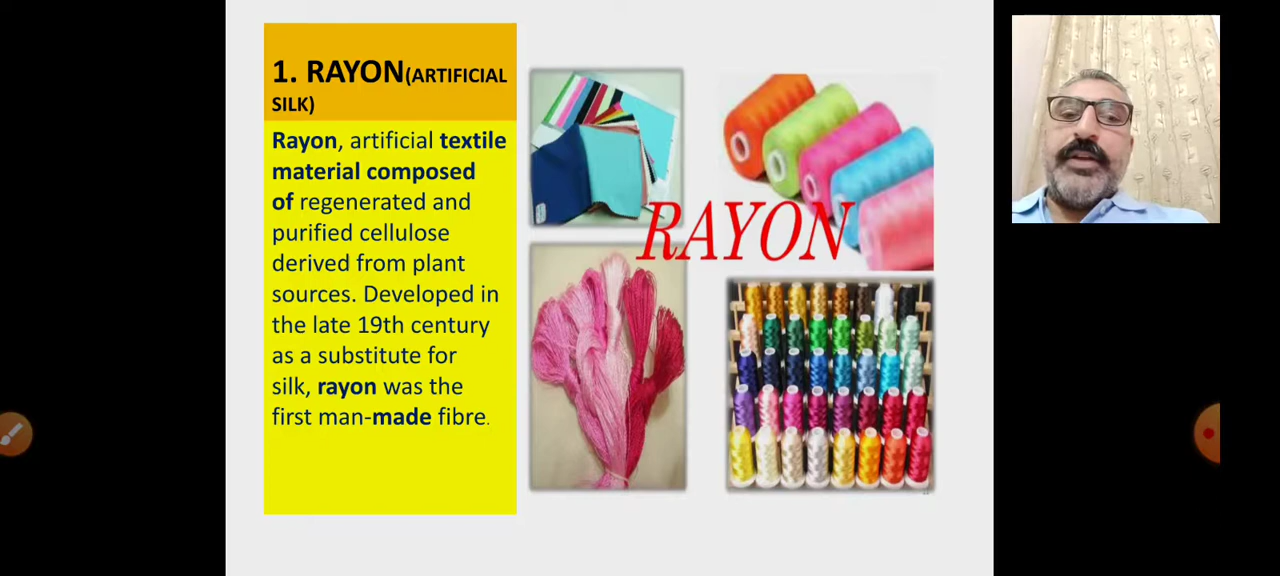 1. RAYON(ARTIFICIAL
SILK)
Rayon, artificial textile
material composed
of regenerated and
purified cellulose
derived from plant
sources. Developed in
the late 19th century
as a substitute for
silk, rayon was the
first man-made fibre.
RAYON